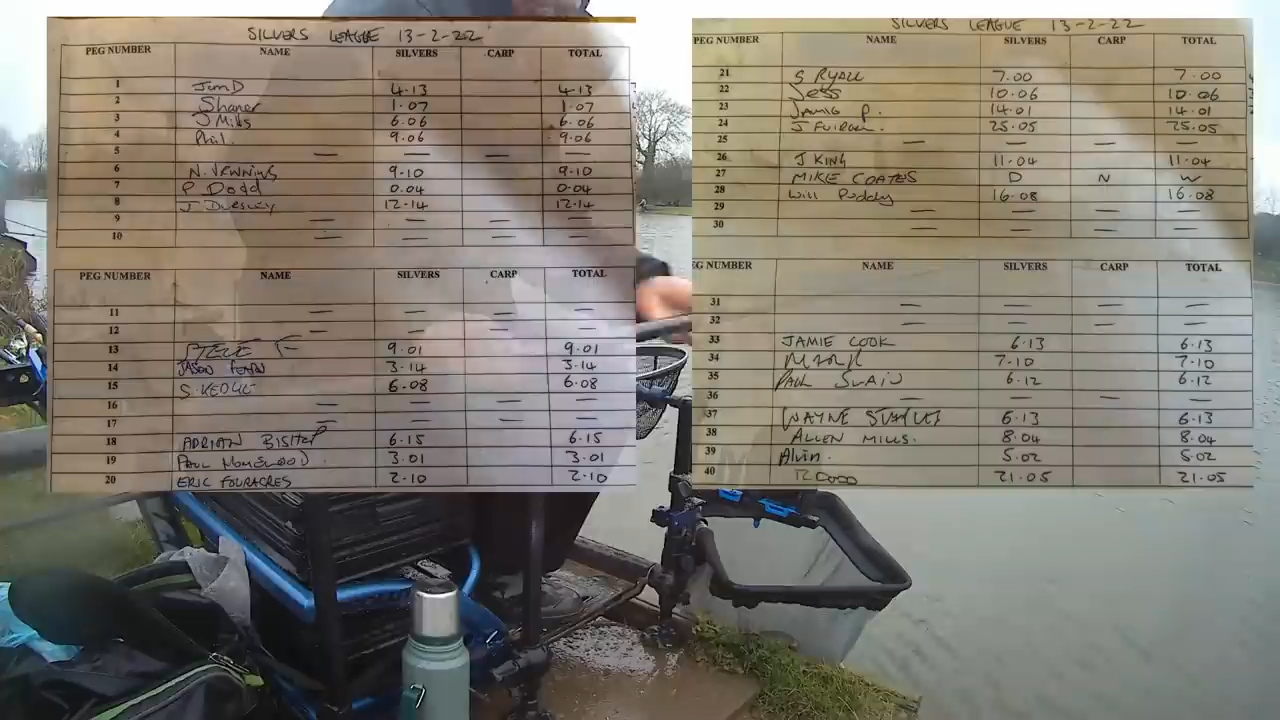 SILVERS LEAGUE 13-2-22
PEG NUMBER NAME SILVERS CARP TOTAL
1 Jim D 4.13 4.13
2 Shaner 1.07 1.07
3 J Mills 6.06 6.06
4 Phil. 9.06 9.06
5 — — — —
6 N. Jennings 9.10 9.10
7 P Dodd 0.04 0.04
8 J 12.14 12.14
9 — — — —
10 — — — —
PEG NUMBER NAME SILVERS CARP TOTAL
11 — — — —
12 — — — —
13 STEVE F 9.01 9.01
14 JASON 3.14 3.14
15 S. KEDGE 6.08 6.08
16 — — — —
17 — — — —
18 ADRIAN BISHOP 6.15 6.15
19 PAUL HOMEWOOD. 3.01 3.01
20 ERIC FOURACRES 2.10 2.10
SILVERS LEAGUE 13-2-22
PEG NUMBER NAME SILVERS CARP TOTAL
21 S RYALL 7.00 7.00
22 Jess 10.06 10.06
23 JAMIE P. 14.01 14.01
24 J 25.05 25.05
25 — — — —
26 J KING 11.04 11.04
27 MIKE COATES D N W
28 Will Peddy 16.08 16.08
29 — — — —
30 — — — —
PEG NUMBER NAME SILVERS CARP TOTAL
31 — — — —
32 — — — —
33 JAMIE COOK 6.13 6.13
34 MARK 7.10 7.10
35 PAUL 6.12 6.12
36 — — — —
37 WAYNE 6.13 6.13
38 ALLEN MILLS. 8.04 8.04
39 Alvin. 5.02 5.02
40 R DODD 21.05 21.05